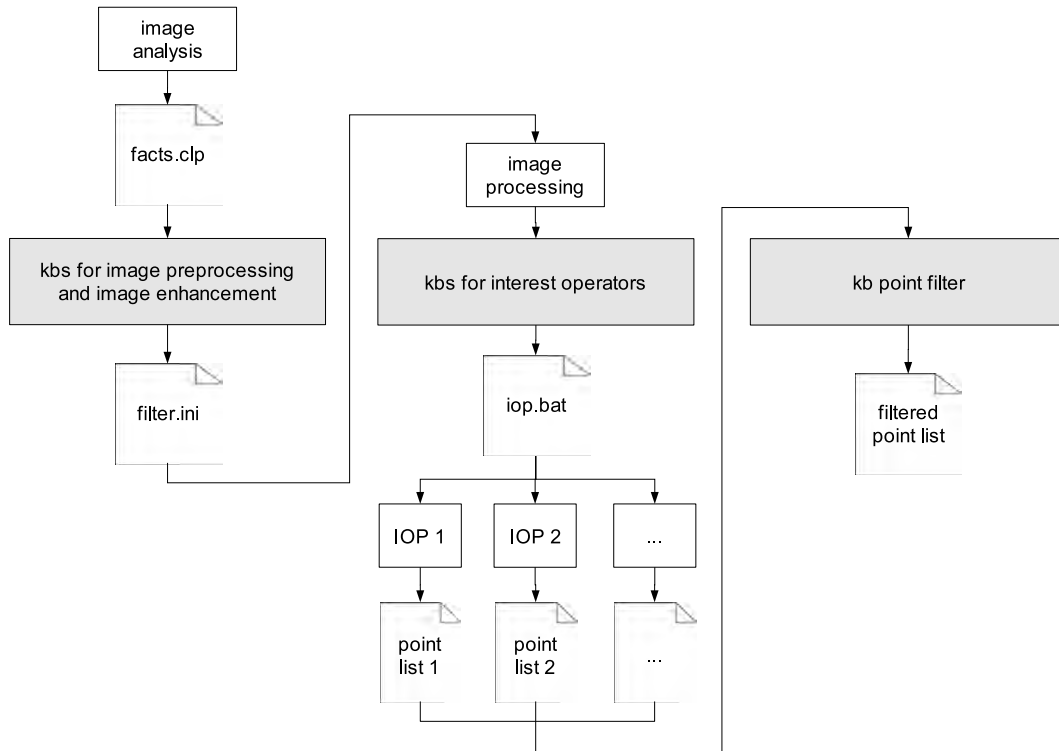 image
analysis
facts.clp
kbs for image preprocessing
and image enhancement
filter.ini
image
processing
kbs for interest operators
iop.bat
IOP 1
IOP 2
...
point
list 1
point
list 2
...
kb point filter
filtered
point list